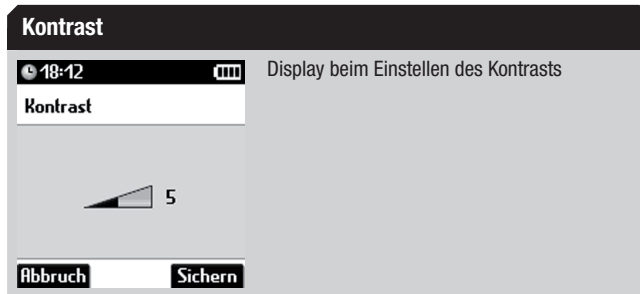 Kontrast
18:12
Display beim Einstellen des Kontrasts
Kontrast
5
Abbruch Sichern